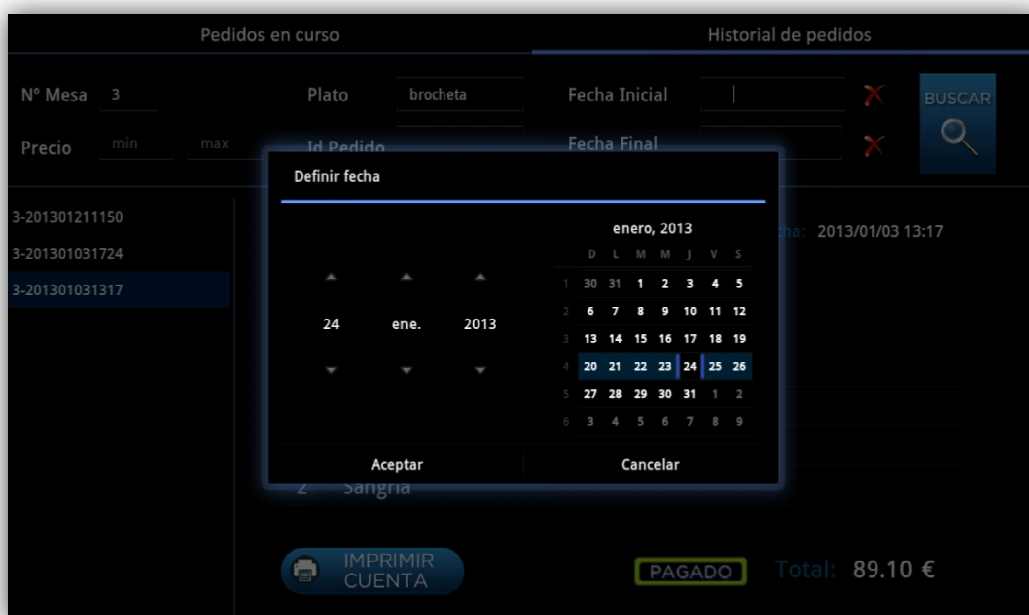 Pedidos en curso
Historial de pedidos
Nº Mesa 3
Plato brocheta
Fecha Inicial
BUSCAR
Precio min max
Id Pedido
Fecha Final
3-201301211150
3-201301031724
3-201301031317
cha: 2013/01/03 13:17
Definir fecha
24 ene. 2013
enero, 2013
D L M M J V S
1 30 31 1 2 3 4 5
2 6 7 8 9 10 11 12
3 13 14 15 16 17 18 19
4 20 21 22 23 24 25 26
5 27 28 29 30 31 1 2
6 3 4 5 6 7 8 9
Aceptar
Cancelar
2 Sangria
IMPRIMIR
CUENTA
PAGADO
Total: 89.10 €